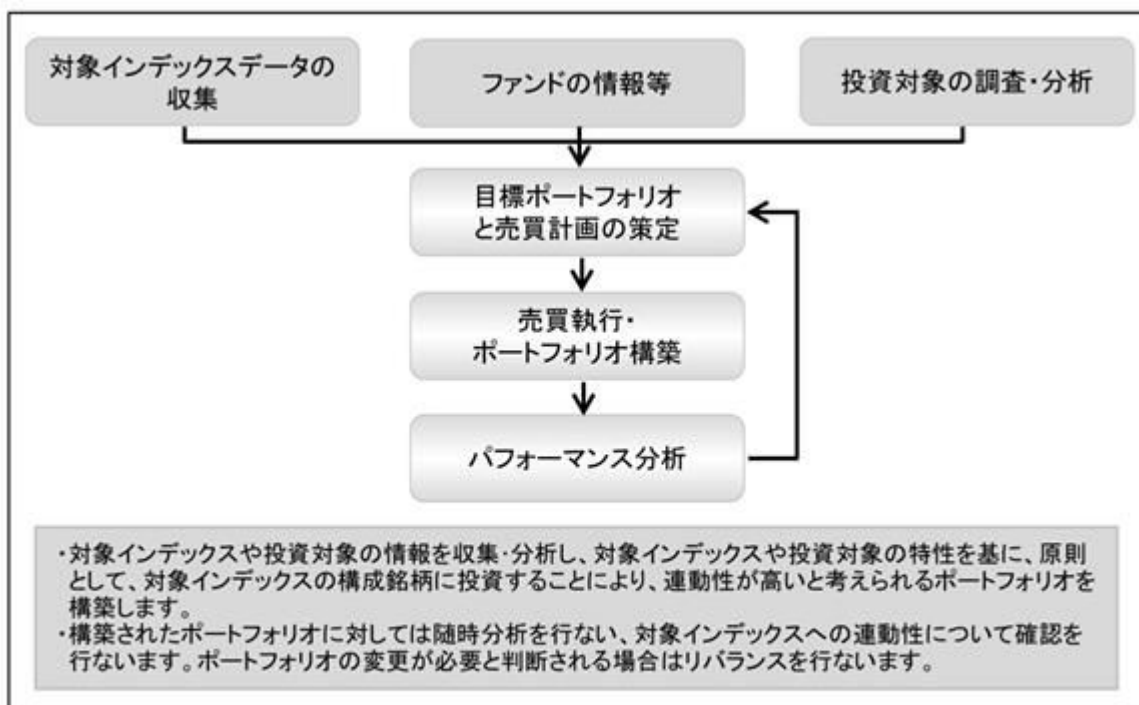 対象インデックスデータの
収集
ファンドの情報等
投資対象の調査・分析
目標ポートフォリオ
と売買計画の策定
売買執行・
ポートフォリオ構築
パフォーマンス分析
・対象インデックスや投資対象の情報を収集・分析し、対象インデックスや投資対象の特性を基に、原則
として、対象インデックスの構成銘柄に投資することにより、連動性が高いと考えられるポートフォリオを
構築します。
・構築されたポートフォリオに対しては随時分析を行ない、対象インデックスへの連動性について確認を
行ないます。ポートフォリオの変更が必要と判断される場合はリバランスを行ないます。